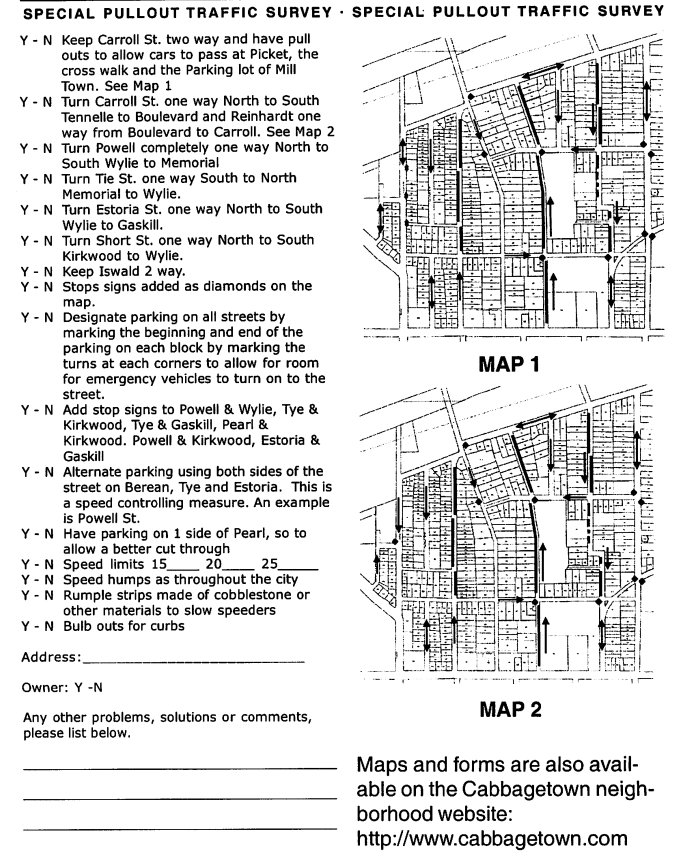 SPECIAL PULLOUT TRAFFIC SURVEY · SPECIAL PULLOUT TRAFFIC SURVEY
Y - N Keep Carroll St. two way and have pull
outs to allow cars to pass at Picket, the
cross walk and the Parking lot of Mill
Town. See Map 1
Y - N Turn Carroll St. one way North to South
Tennelle to Boulevard and Reinhardt one
way from Boulevard to Carroll. See Map 2
Y - N Turn Powell completely one way North to
South Wylie to Memorial
Y - N Turn Tie St. one way South to North
Memorial to Wylie.
Y - N Turn Estoria St. one way North to South
Wylie to Gaskill.
Y - N Turn Short St. one way North to South
Kirkwood to Wylie.
Y - N Keep Iswald 2 way.
Y - N Stops signs added as diamonds on the
map.
Y - N Designate parking on all streets by
marking the beginning and end of the
parking on each block by marking the
turns at each corners to allow for room
for emergency vehicles to turn on to the
street.
Y - N Add stop signs to Powell & Wylie, Tye &
Kirkwood, Tye & Gaskill, Pearl &
Kirkwood. Powell & Kirkwood, Estoria &
Gaskill
Y - N Alternate parking using both sides of the
street on Berean, Tye and Estoria. This is
a speed controlling measure. An example
is Powell St.
Y - N Have parking on 1 side of Pearl, so to
allow a better cut through
Y - N Speed limits 15____ 20____ 25_____
Y - N Speed humps as throughout the city
Y - N Rumple strips made of cobblestone or
other materials to slow speeders
Y - N Bulb outs for curbs
Address:___________________________
Owner: Y -N
Any other problems, solutions or comments,
please list below.
MAP 1
MAP 2
Maps and forms are also avail-
able on the Cabbagetown neigh-
borhood website:
http://www.cabbagetown.com